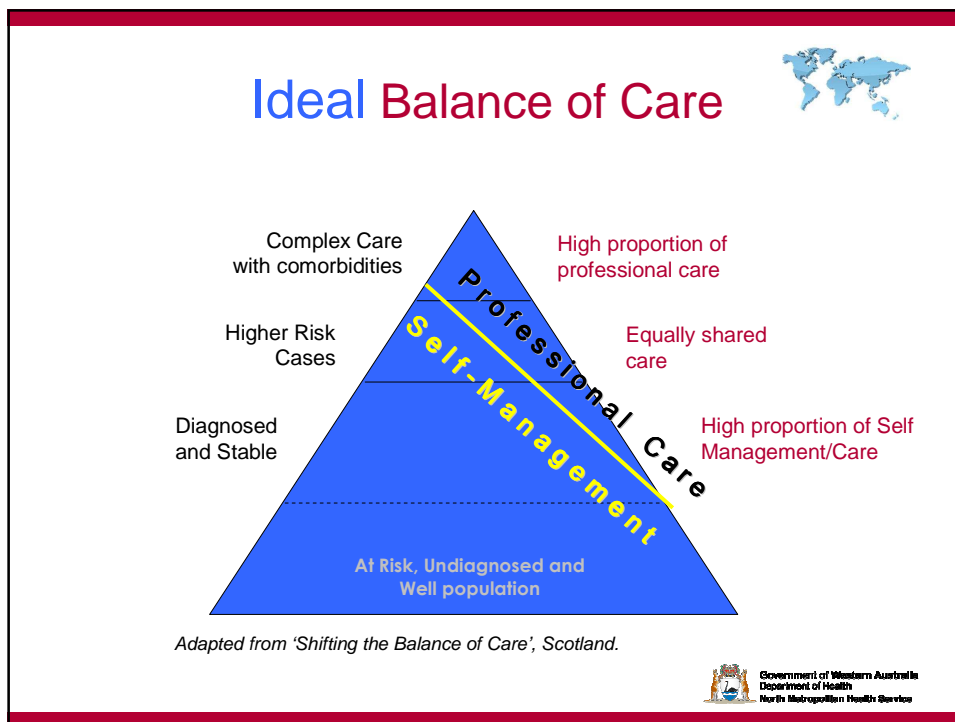 Ideal Balance of Care
Complex Care
with comorbidities
High proportion of
professional care
Professional Care
Self-Management
Higher Risk
Cases
Equally shared
care
Diagnosed
and Stable
High proportion of Self
Management/Care
At Risk, Undiagnosed and
Well population
Adapted from ‘Shifting the Balance of Care’, Scotland.
Government of Western Australia
Department of Health
North Metropolitan Health Service